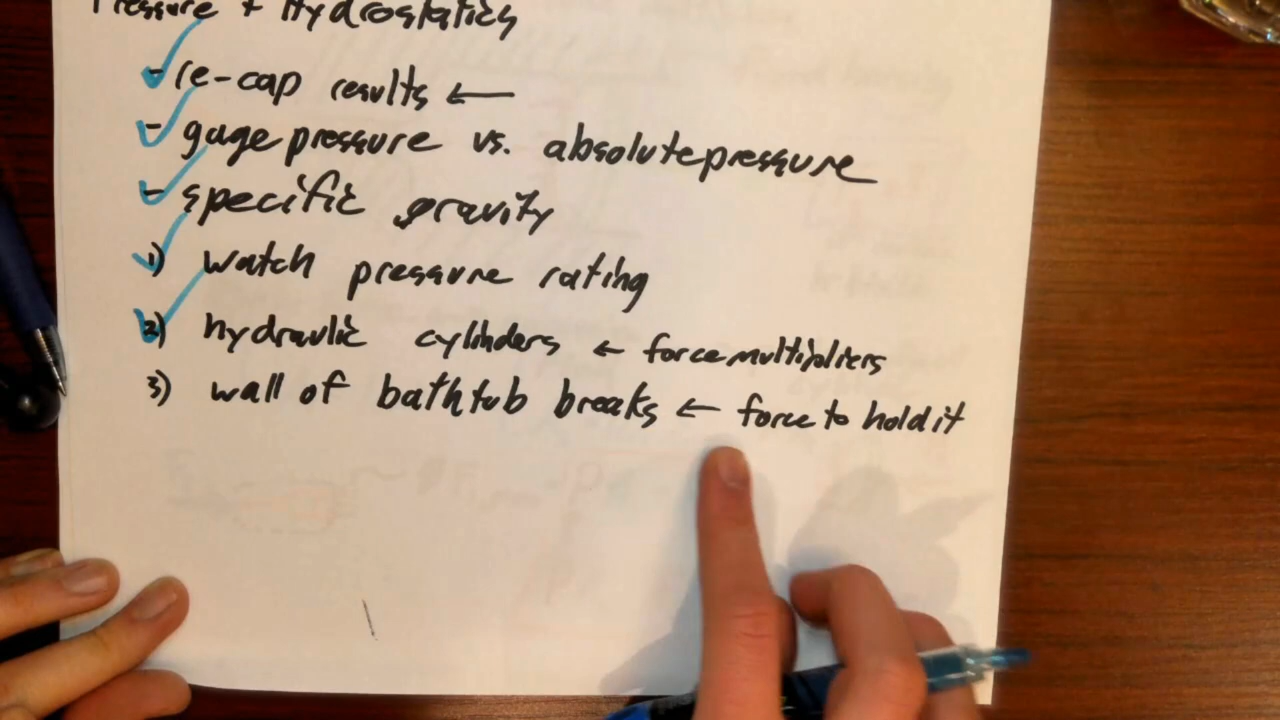 Pressure + Hydrostatics
- re-cap results ←
- gage pressure vs. absolute pressure
- specific gravity
1) watch pressure rating
2) hydraulic cylinders ← force multipliers
3) wall of bathtub breaks ← force to hold it